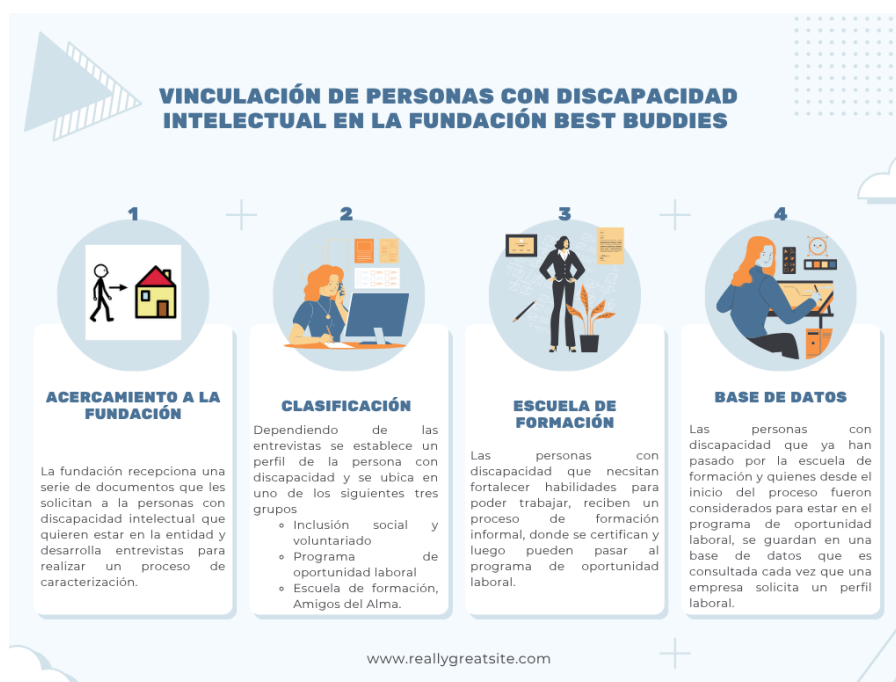 VINCULACIÓN DE PERSONAS CON DISCAPACIDAD
INTELECTUAL EN LA FUNDACIÓN BEST BUDDIES
1
ACERCAMIENTO A LA
FUNDACIÓN
La fundación recepciona una
serie de documentos que les
solicitan a la personas con
discapacidad intelectual que
quieren estar en la entidad y
desarrolla entrevistas para
realizar un proceso de
caracterización.
2
CLASIFICACIÓN
Dependiendo de las
entrevistas se establece un
perfil de la persona con
discapacidad y se ubica en
uno de los siguientes tres
grupos
Inclusión social y
voluntariado
Programa de
oportunidad laboral
Escuela de formación,
Amigos del Alma.
3
ESCUELA DE
FORMACIÓN
Las personas con
discapacidad que necsitan
fortalecer habilidades para
poder trabajar, reciben un
proceso de formación
informal, donde se certifican y
luego pueden pasar al
programa de oportunidad
laboral.
4
BASE DE DATOS
Las personas con
discapacidad que ya han
pasado por la escuela de
formación y quienes desde el
inicio del proceso fueron
considerados para estar en el
programa de oportunidad
laboral, se guardan en una
base de datos que es
consultada cada vez que una
empresa solicita un perfil
laboral.
www.reallygreatsite.com